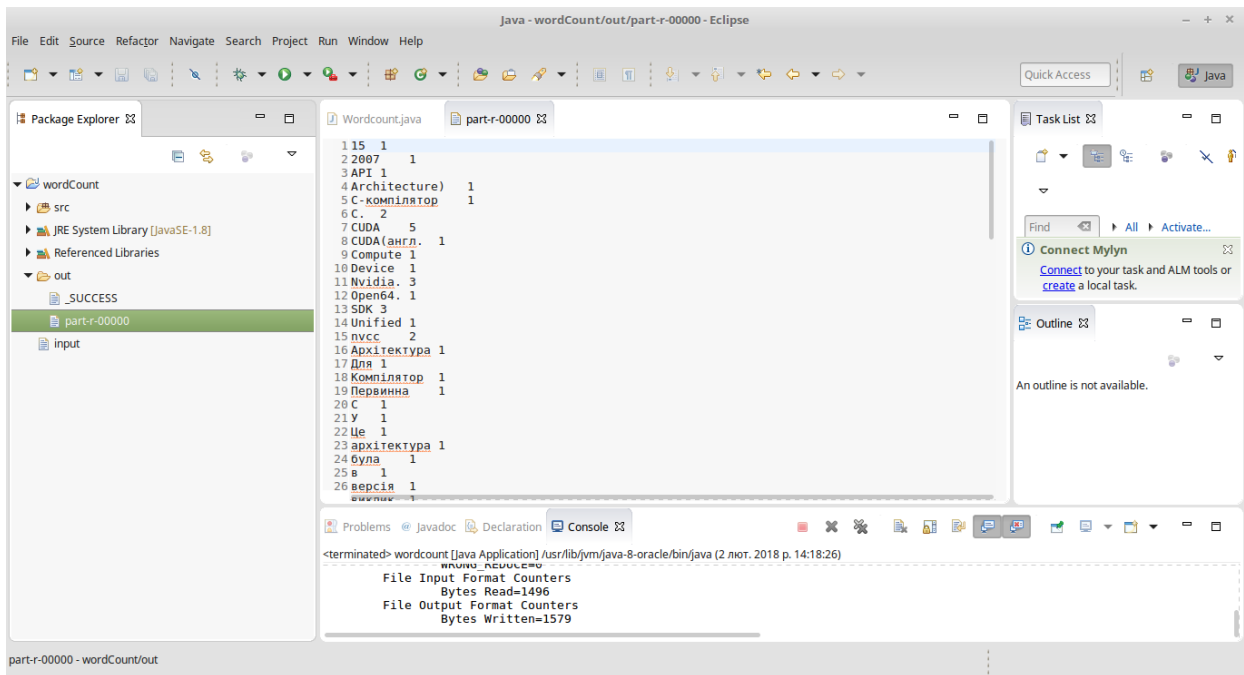 Java - wordCount/out/part-r-00000 - Eclipse
File Edit Source Refactor Navigate Search Project Run Window Help
Quick Access
Java
Package Explorer
wordCount
src
JRE System Library [JavaSE-1.8]
Referenced Libraries
out
_SUCCESS
part-r-00000
input
Wordcount.java
part-r-00000
1 15 1
2 2007 1
3 API 1
4 Architecture) 1
5 C-компілятор 1
6 C. 2
7 CUDA 5
8 CUDA(англ. 1
9 Compute 1
10 Device 1
11 Nvidia. 3
12 Open64. 1
13 SDK 3
14 Unified 1
15 nvcc 2
16 Архітектура 1
17 Для 1
18 Компілятор 1
19 Первинна 1
20 С 1
21 У 1
22 Це 1
23 архітектура 1
24 була 1
25 в 1
26 версія 1
виклик 1
Task List
Find
All
Activate...
Connect Mylyn
Connect to your task and ALM tools or
create a local task.
Outline
An outline is not available.
Problems @ Javadoc Declaration Console
<terminated> wordcount [Java Application] /usr/lib/jvm/java-8-oracle/bin/java (2 лют. 2018 р. 14:18:26)
WRONG_REDUCE=0
File Input Format Counters
Bytes Read=1496
File Output Format Counters
Bytes Written=1579
part-r-00000 - wordCount/out